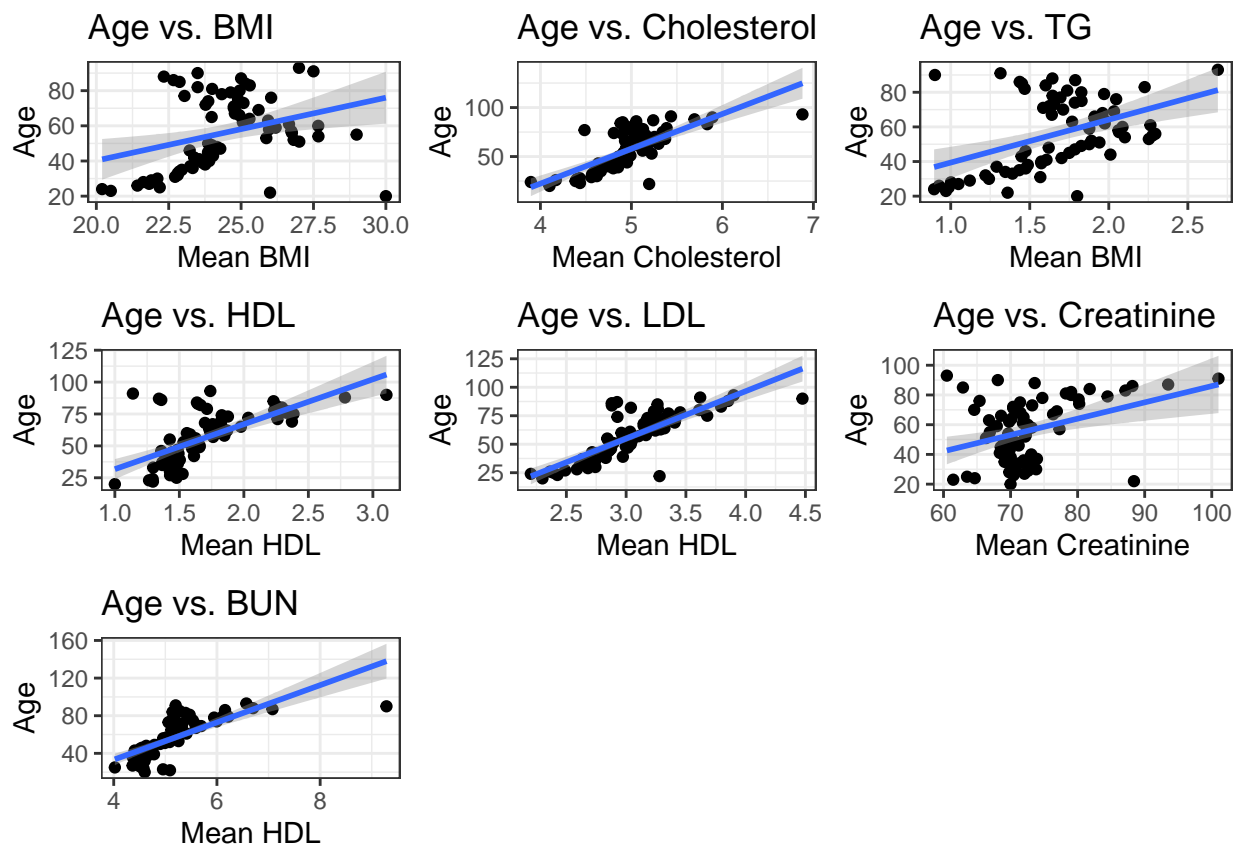 Age vs. BMI
80
60
40
20
Age
20.0 22.5 25.0 27.5 30.0
Mean BMI
Age vs. Cholesterol
100
50
Age
4 5 6 7
Mean Cholesterol
Age vs. TG
80
60
40
20
Age
1.0 1.5 2.0 2.5
Mean BMI
Age vs. HDL
125
100
75
50
25
Age
1.0 1.5 2.0 2.5 3.0
Mean HDL
Age vs. LDL
125
100
75
50
25
Age
2.5 3.0 3.5 4.0 4.5
Mean HDL
Age vs. Creatinine
100
80
60
40
20
Age
60 70 80 90 100
Mean Creatinine
Age vs. BUN
160
120
80
40
Age
4 6 8
Mean HDL